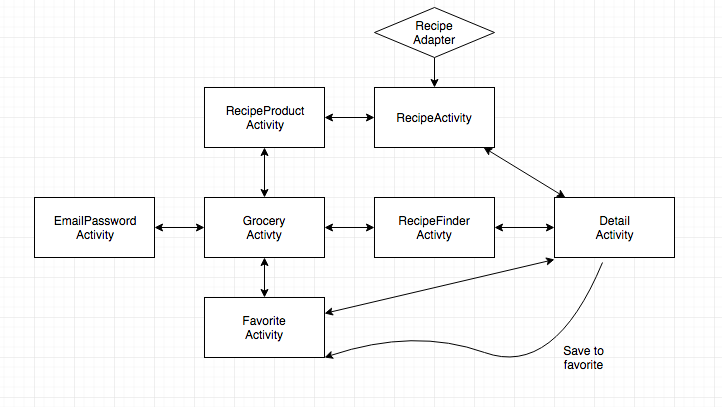 Recipe
Adapter
RecipeProduct
Activity
RecipeActivity
EmailPassword
Activity
Grocery
Activty
RecipeFinder
Activty
Detail
Activity
Favorite
Activity
Save to
favorite